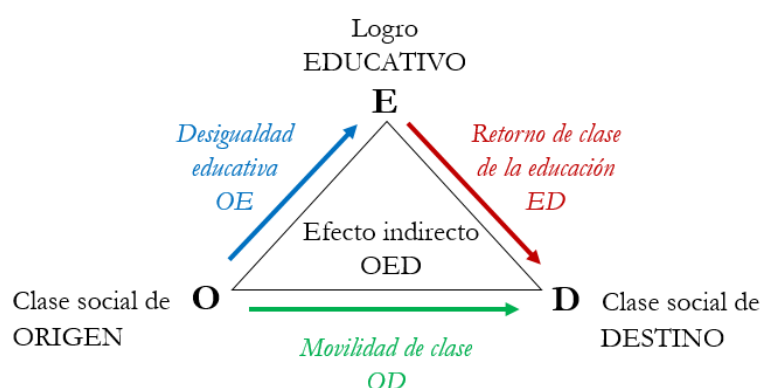 Logro
EDUCATIVO
E
Desigualdad
educativa
OE
Retorno de clase
de la educación
ED
Efecto indirecto
OED
Clase social de
ORIGEN
O
D
Clase social de
DESTINO
Movilidad de clase
OD